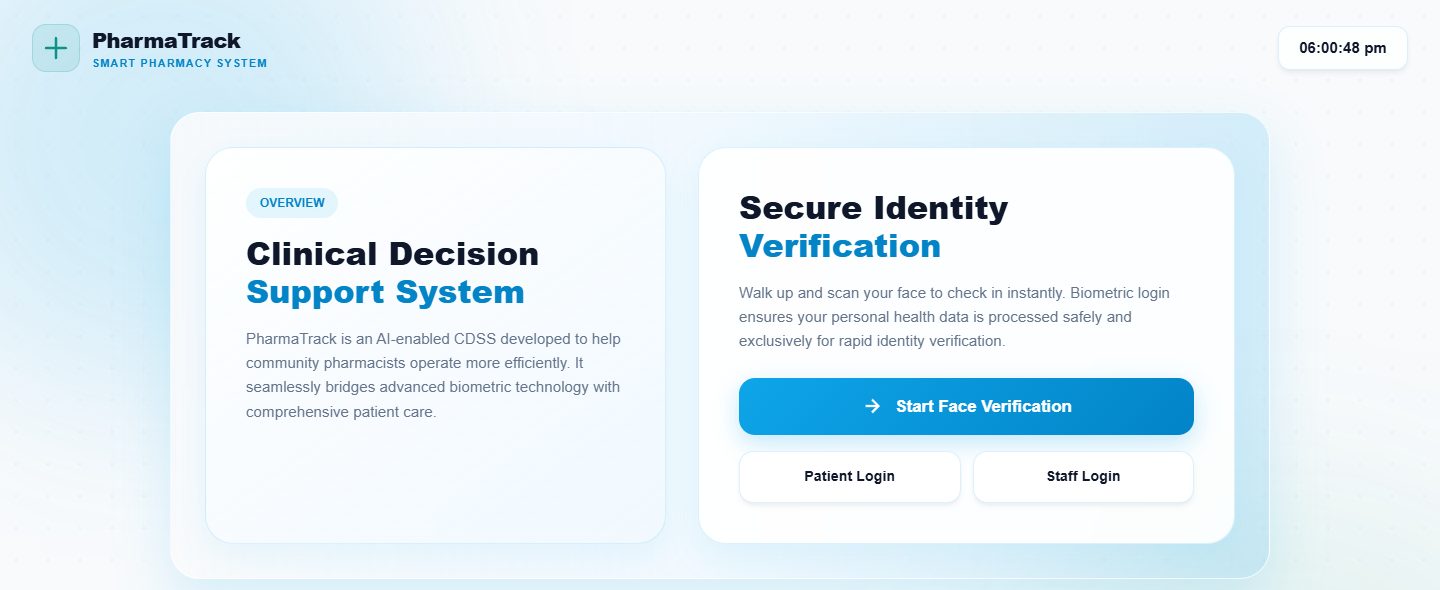 PharmaTrack
SMART PHARMACY SYSTEM
06:00:48 pm
OVERVIEW
Clinical Decision
Support System
PharmaTrack is an AI-enabled CDSS developed to help
community pharmacists operate more efficiently. It
seamlessly bridges advanced biometric technology with
comprehensive patient care.
Secure Identity
Verification
Walk up and scan your face to check in instantly. Biometric login
ensures your personal health data is processed safely and
exclusively for rapid identity verification.
Start Face Verification
Patient Login
Staff Login